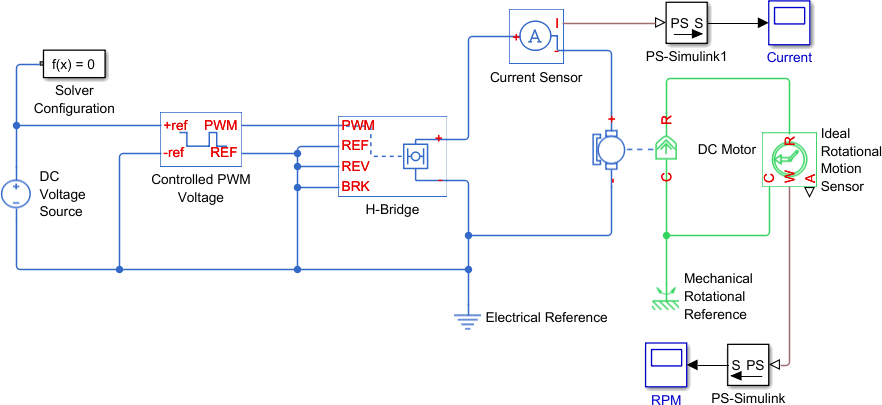 f(x) = 0
Solver
Configuration
DC
Voltage
Source
+ref
-ref
PWM
REF
Controlled PWM
Voltage
PWM
REF
REV
BRK
+
-
H-Bridge
+
-
I
A
Current Sensor
PS S
PS-Simulink1
Current
+
-
R
C
DC Motor
R
C
W
A
Ideal
Rotational
Motion
Sensor
Mechanical
Rotational
Reference
Electrical Reference
RPM
S PS
PS-Simulink